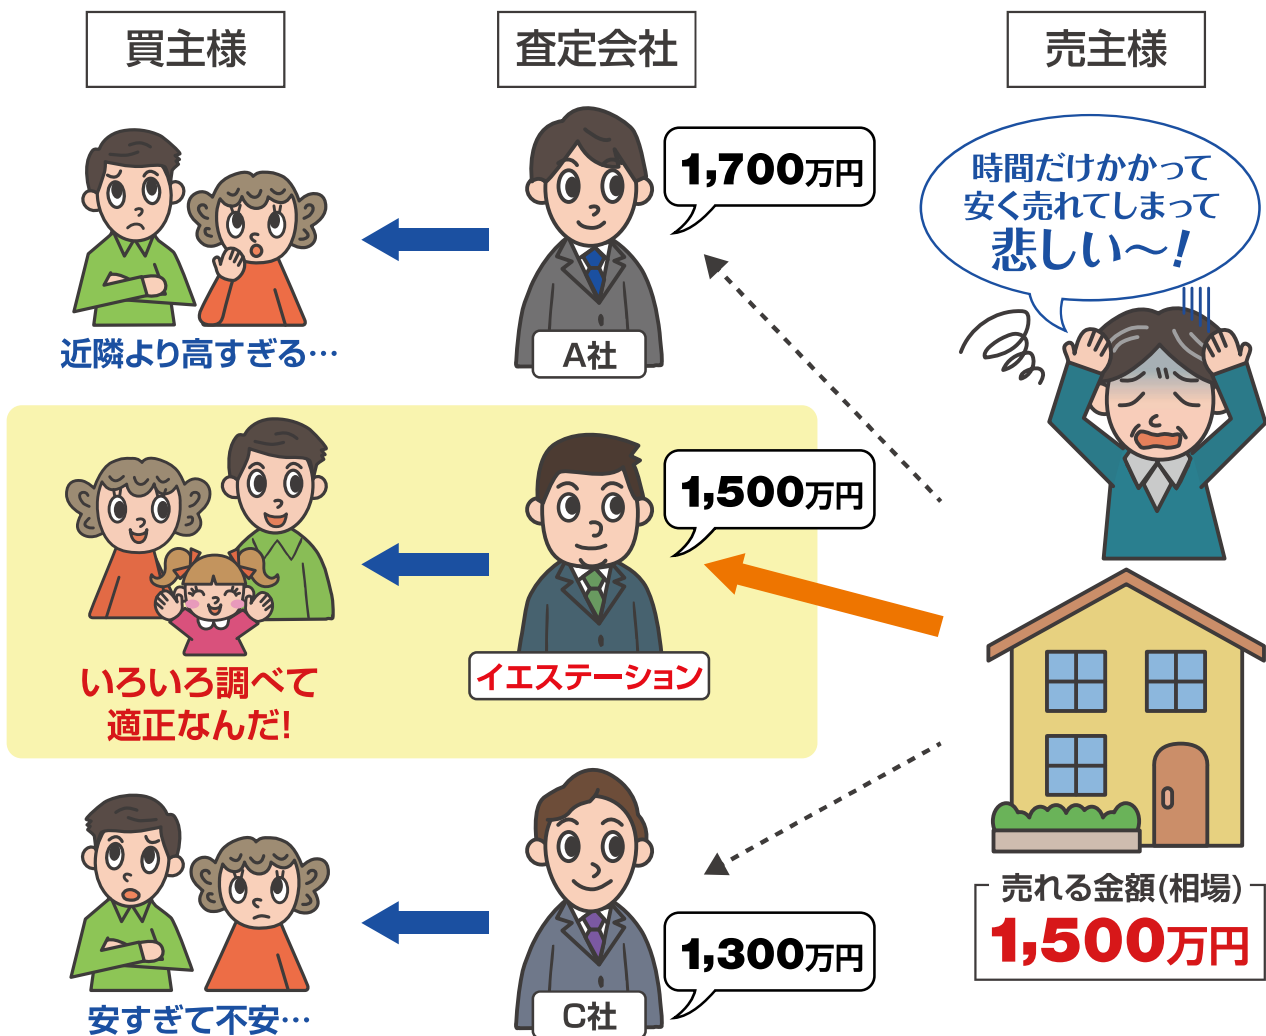 買主様
査定会社
売主様
1,700万円
時間だけかかって
安く売れてしまって
悲しい～！
A社
近隣より高すぎる…
1,500万円
イエステーション
いろいろ調べて
適正なんだ！
売れる金額(相場)
1,500万円
1,300万円
C社
安すぎて不安…